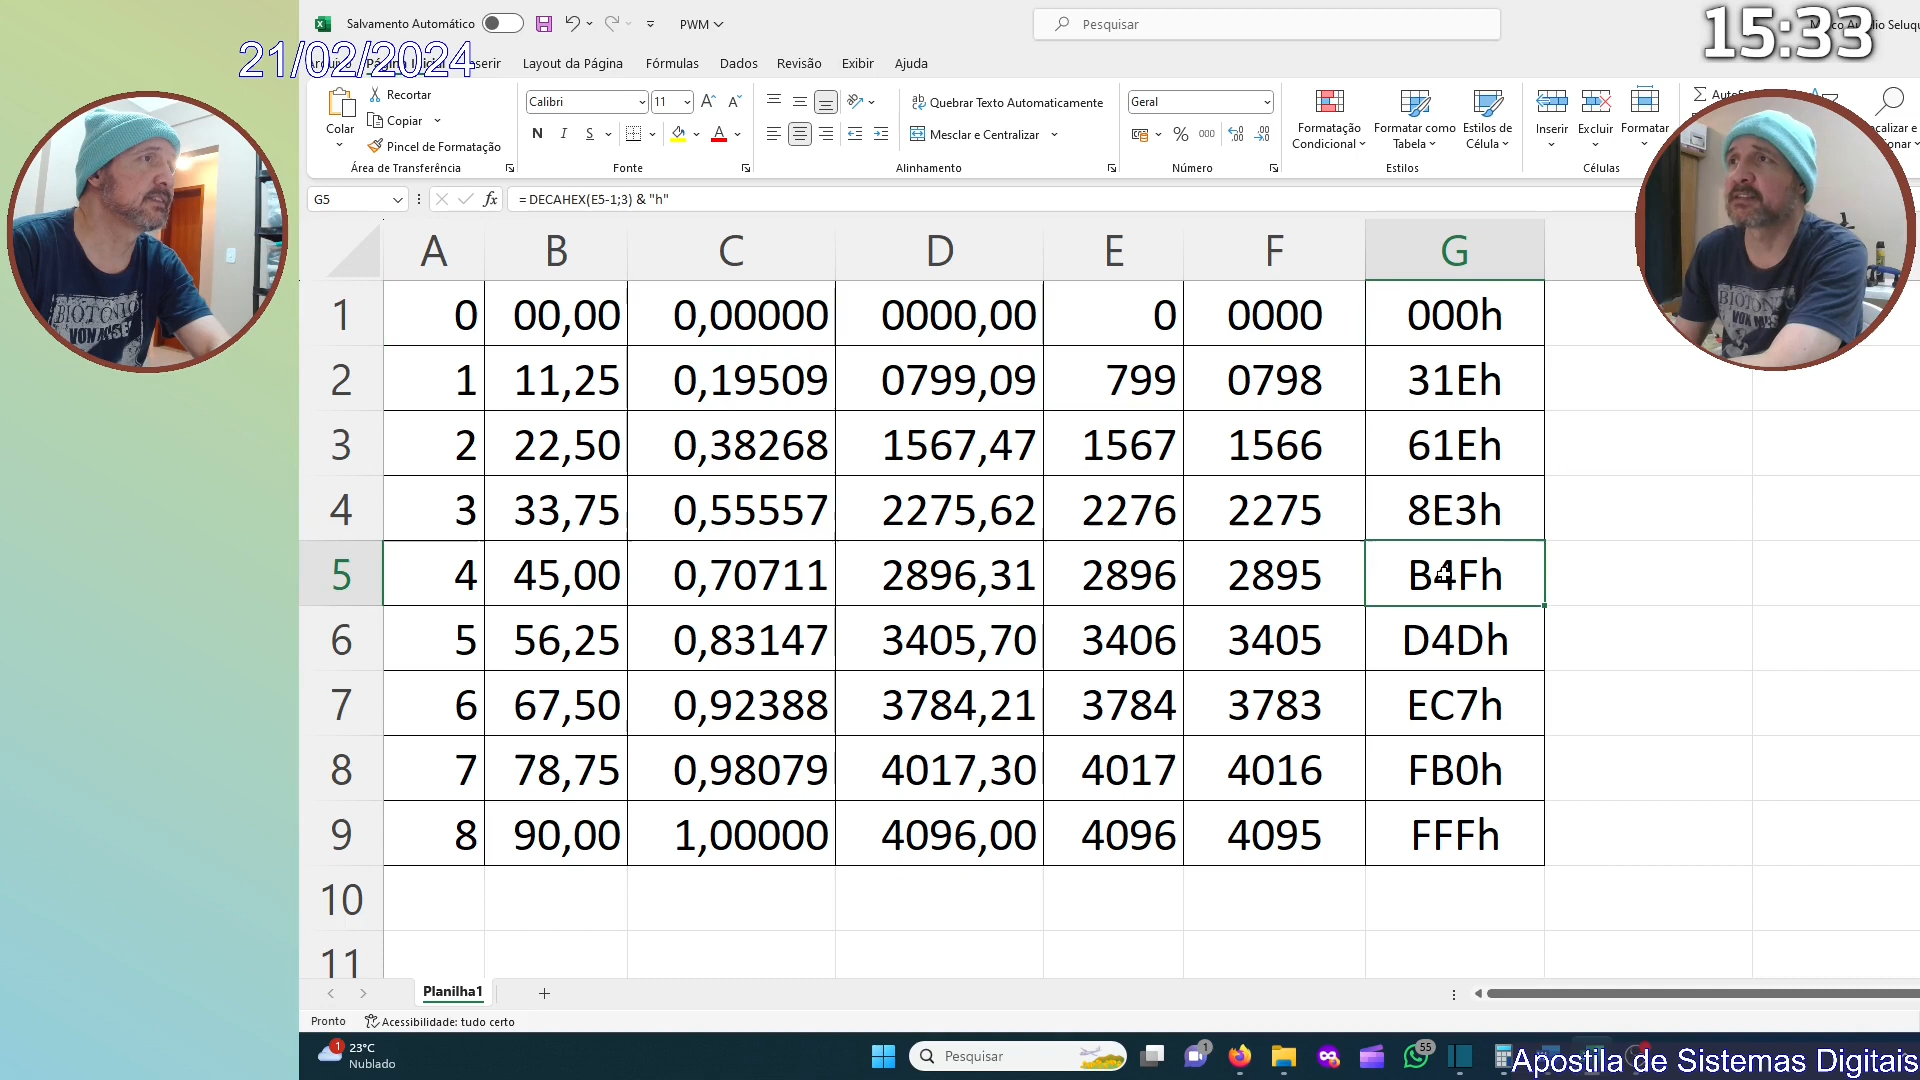 Salvamento Automático
PWM
Pesquisar
15:33
21/02/2024
Layout da Página
Fórmulas
Dados
Revisão
Exibir
Ajuda
Colar
Recortar
Copiar
Pincel de Formatação
Área de Transferência
Calibri
11
N I S
Fonte
Quebrar Texto Automaticamente
Mesclar e Centralizar
Alinhamento
Geral
% 000
Número
Formatação Condicional
Formatar como Tabela
Estilos de Célula
Estilos
Inserir
Excluir
Formatar
Células
G5
fx
= DECAHEX(E5-1;3) & "h"
A B C D E F G
1 0 00,00 0,00000 0000,00 0 0000 000h
2 1 11,25 0,19509 0799,09 799 0798 31Eh
3 2 22,50 0,38268 1567,47 1567 1566 61Eh
4 3 33,75 0,55557 2275,62 2276 2275 8E3h
5 4 45,00 0,70711 2896,31 2896 2895 B4Fh
6 5 56,25 0,83147 3405,70 3406 3405 D4Dh
7 6 67,50 0,92388 3784,21 3784 3783 EC7h
8 7 78,75 0,98079 4017,30 4017 4016 FB0h
9 8 90,00 1,00000 4096,00 4096 4095 FFFh
10
11
Planilha1
Pronto
Acessibilidade: tudo certo
1
23°C
Nublado
Pesquisar
1
55
Apostila de Sistemas Digitais
BIOTONICO